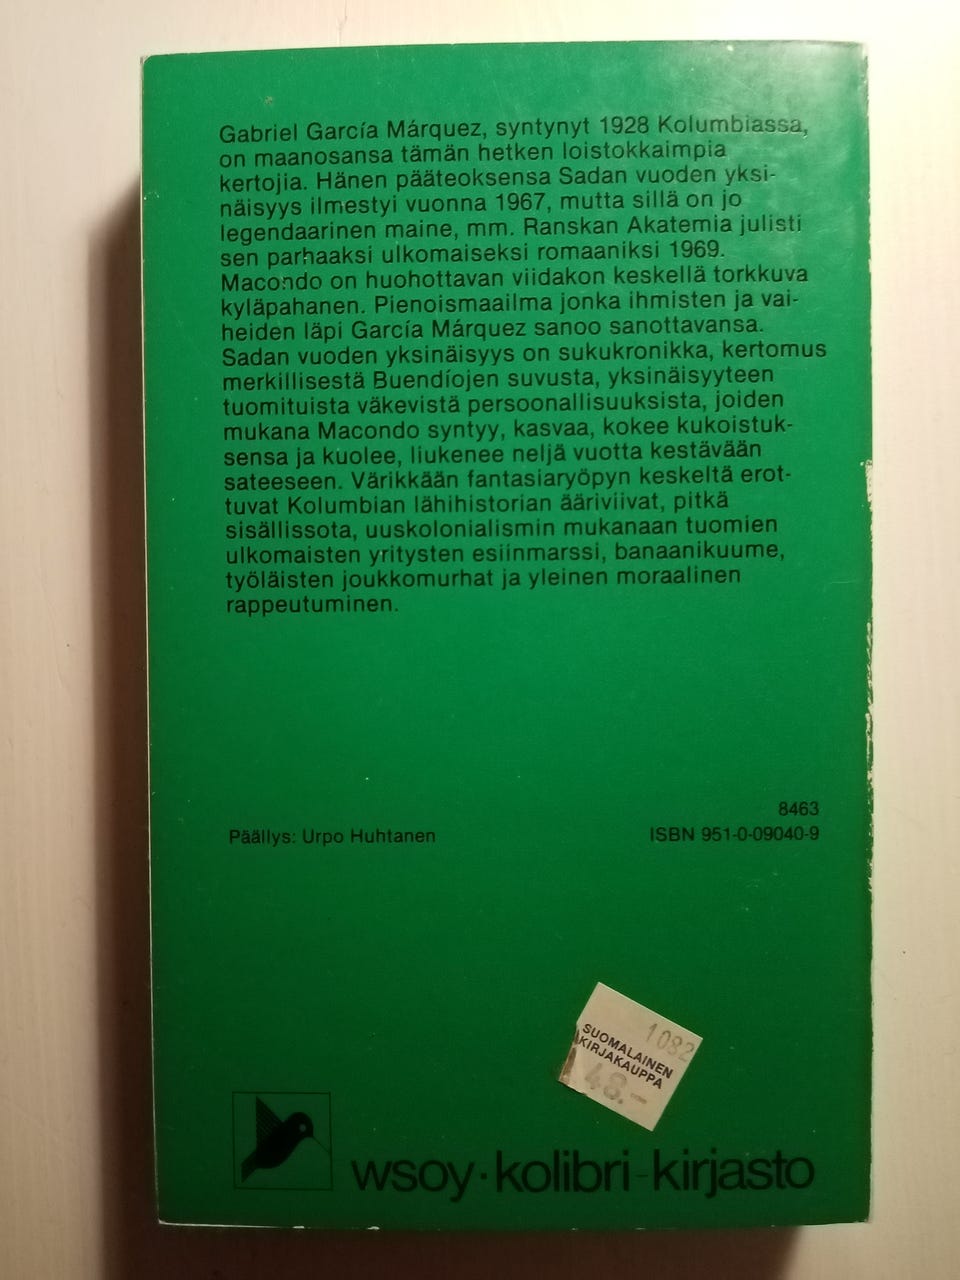 Gabriel García Márquez, syntynyt 1928 Kolumbiassa,
on maanosansa tämän hetken loistokkaimpia
kertojia. Hänen pääteoksensa Sadan vuoden yksi-
näisyys ilmestyi vuonna 1967, mutta sillä on jo
legendaarinen maine, mm. Ranskan Akatemia julisti
sen parhaaksi ulkomaiseksi romaaniksi 1969.
Macondo on huohottavan viidakon keskellä torkkuva
kyläpahanen. Pienoismaailma jonka ihmisten ja vai-
heiden läpi García Márquez sanoo sanottavansa.
Sadan vuoden yksinäisyys on sukukronikka, kertomus
merkillisestä Buendíojen suvusta, yksinäisyyteen
tuomituista väkevistä persoonallisuuksista, joiden
mukana Macondo syntyy, kasvaa, kokee kukoistuk-
sensa ja kuolee, liukenee neljä vuotta kestävään
sateeseen. Värikkään fantasiaryöpyn keskeltä erot-
tuvat Kolumbian lähihistorian ääriviivat, pitkä
sisällissota, uuskolonialismin mukanaan tuomien
ulkomaisten yritysten esiinmarssi, banaanikuume,
työläisten joukkomurhat ja yleinen moraalinen
rappeutuminen.
8463
Päällys: Urpo Huhtanen ISBN 951-0-09040-9
1082
SUOMALAINEN
KIRJAKAUPPA
48.-
wsoy·kolibri-kirjasto